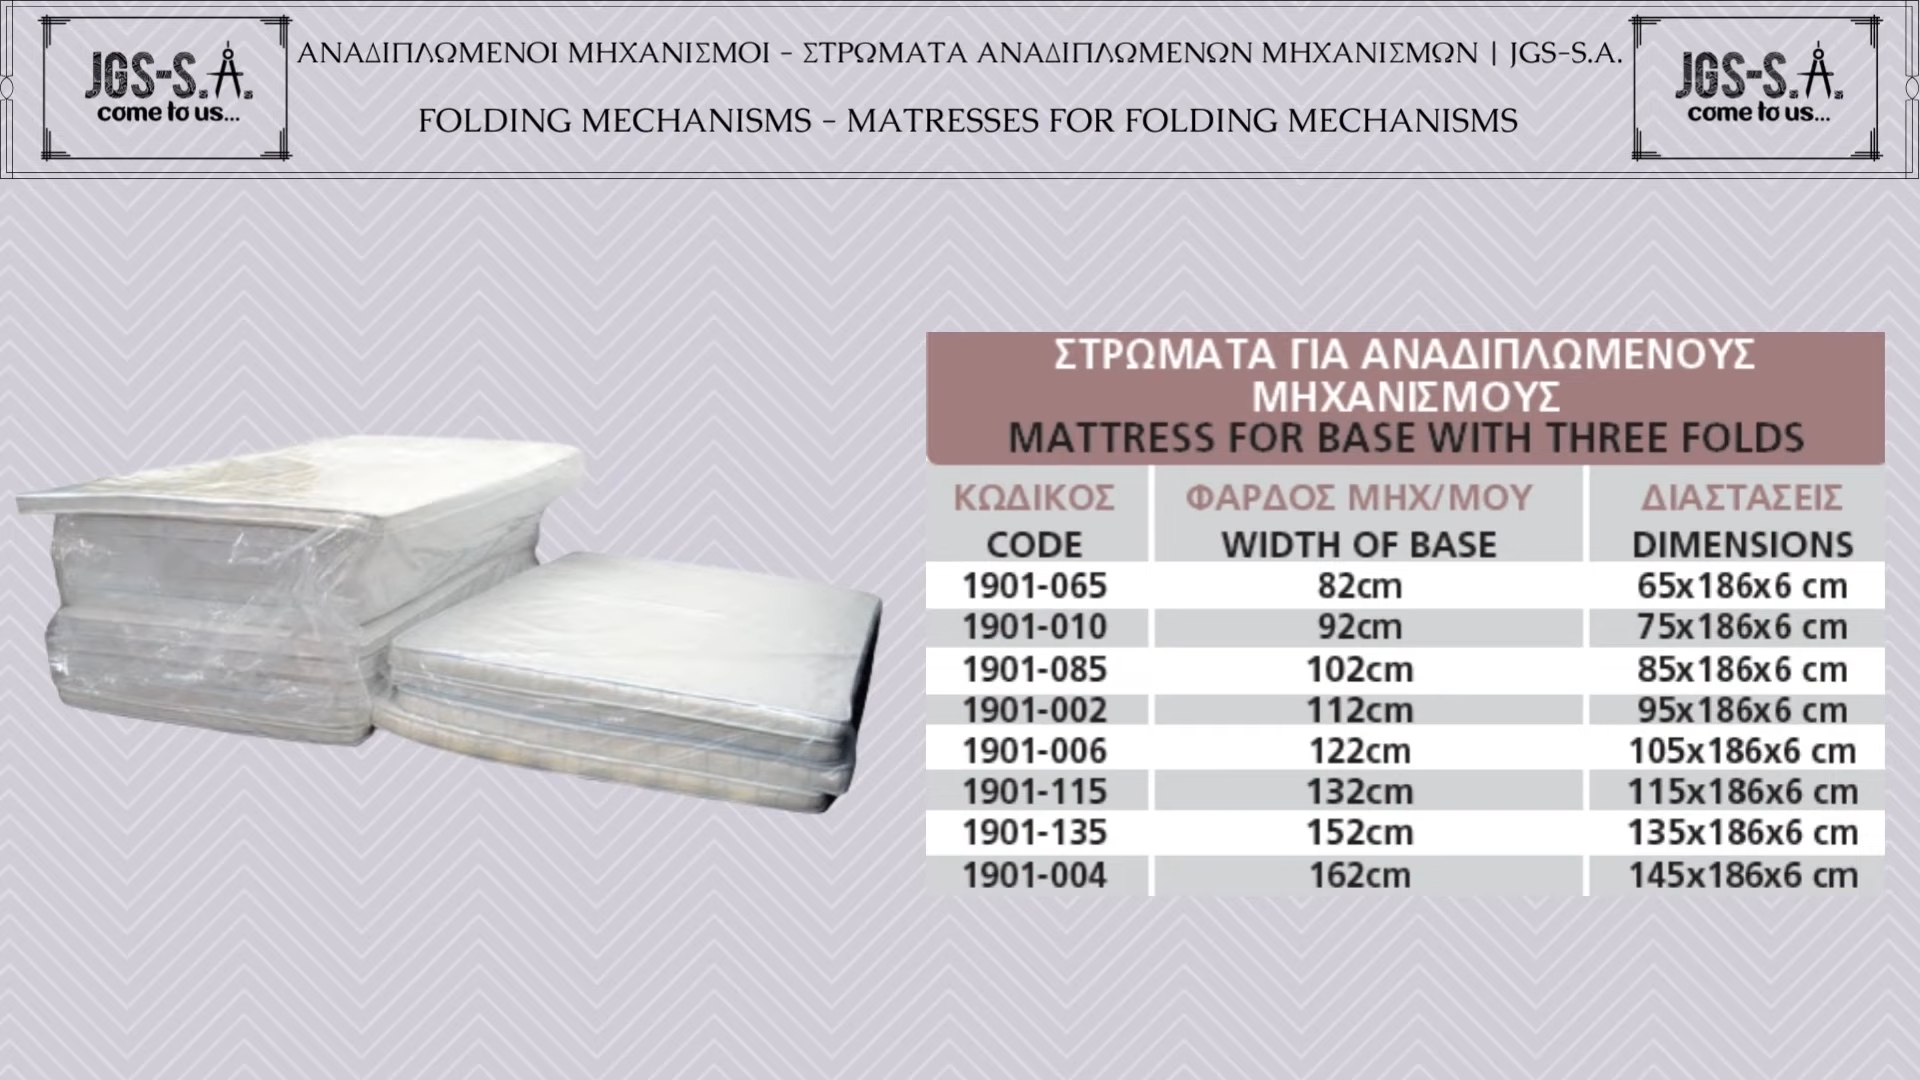 JGS-S.A.
come to us...
ΑΝΑΔΙΠΛΩΜΕΝΟΙ ΜΗΧΑΝΙΣΜΟΙ - ΣΤΡΩΜΑΤΑ ΑΝΑΔΙΠΛΩΜΕΝΩΝ ΜΗΧΑΝΙΣΜΩΝ | JGS-S.A.
FOLDING MECHANISMS - MATRESSES FOR FOLDING MECHANISMS
JGS-S.A.
come to us...
ΣΤΡΩΜΑΤΑ ΓΙΑ ΑΝΑΔΙΠΛΩΜΕΝΟΥΣ
ΜΗΧΑΝΙΣΜΟΥΣ
MATTRESS FOR BASE WITH THREE FOLDS
ΚΩΔΙΚΟΣ ΦΑΡΔΟΣ ΜΗΧ/ΜΟΥ ΔΙΑΣΤΑΣΕΙΣ
CODE WIDTH OF BASE DIMENSIONS
1901-065 82cm 65x186x6 cm
1901-010 92cm 75x186x6 cm
1901-085 102cm 85x186x6 cm
1901-002 112cm 95x186x6 cm
1901-006 122cm 105x186x6 cm
1901-115 132cm 115x186x6 cm
1901-135 152cm 135x186x6 cm
1901-004 162cm 145x186x6 cm